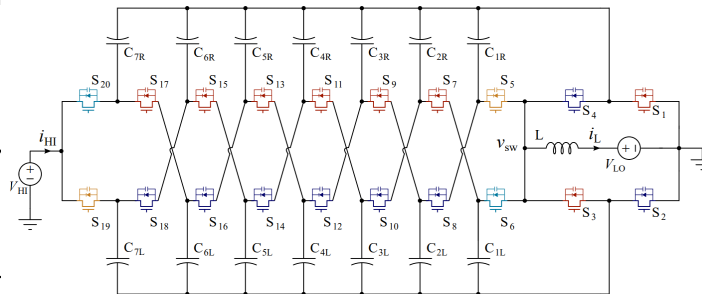 C7R C6R C5R C4R C3R C2R C1R
S20 S17 S15 S13 S11 S9 S7 S5
S4 S1
iHI vsw L iL
VHI + − + − VLO
S19 S18 S16 S14 S12 S10 S8 S6 S3 S2
C7L C6L C5L C4L C3L C2L C1L